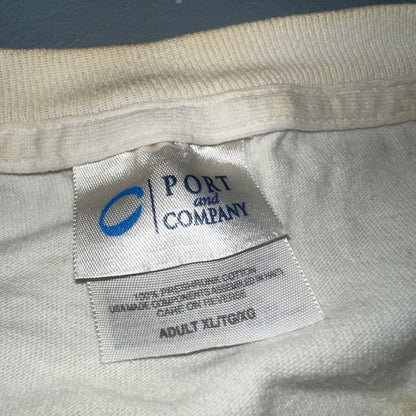 PORT
and
COMPANY
100% PRESHRUNK COTTON
USA MADE COMPONENTS ASSEMBLED IN HAITI
CARE ON REVERSE
ADULT XL/TG/XG